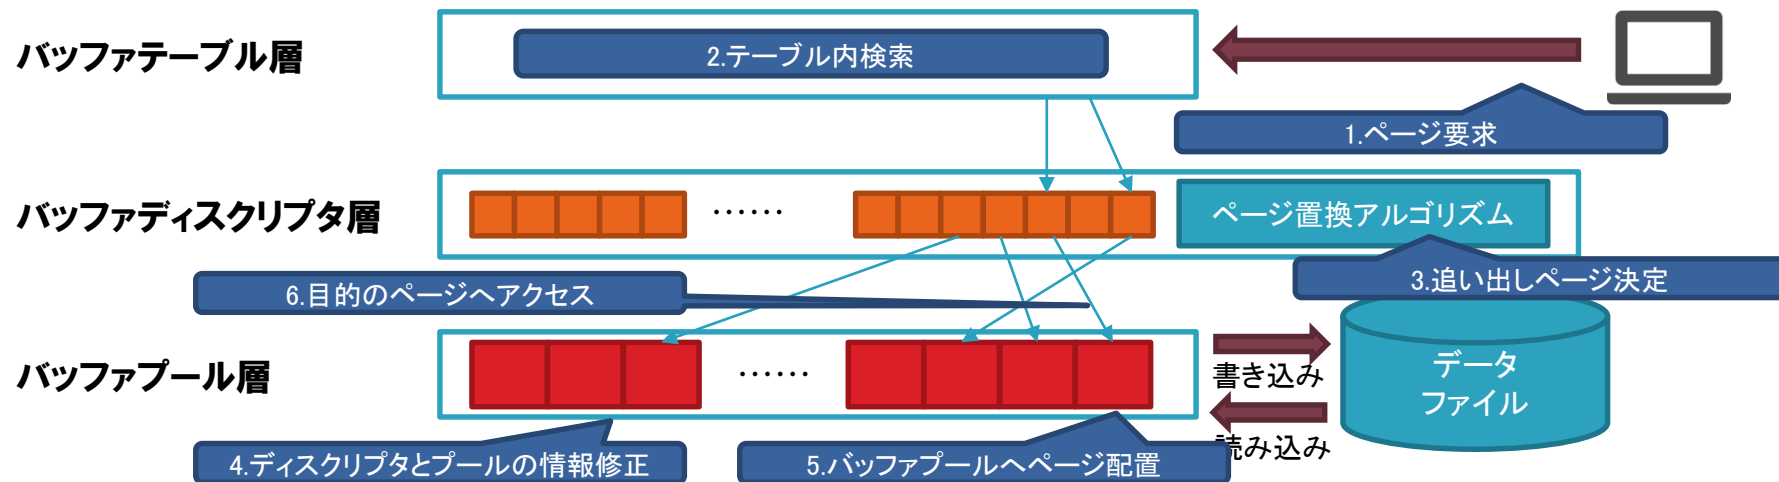 バッファテーブル層
2.テーブル内検索
1.ページ要求
バッファディスクリプタ層
……
ページ置換アルゴリズム
3.追い出しページ決定
6.目的のページへアクセス
バッファプール層
……
書き込み
データ
ファイル
読み込み
4.ディスクリプタとプールの情報修正
5.バッファプールへページ配置